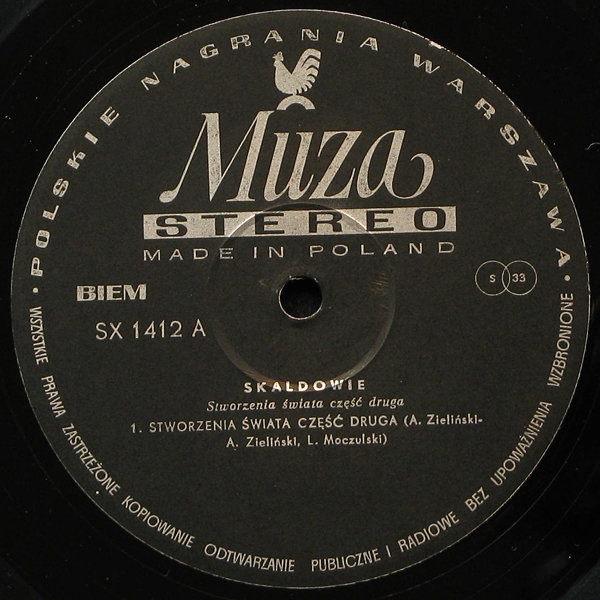 • POLSKIE NAGRANIA WARSZAWA •
Muza
STEREO
MADE IN POLAND
BIEM
S 33
SX 1412 A
SKALDOWIE
Stworzenia świata część druga
1. STWORZENIA ŚWIATA CZĘŚĆ DRUGA (A. Zieliński-
A. Zieliński, L. Moczulski)
WSZYSTKIE PRAWA ZASTRZEŻONE KOPIOWANIE ODTWARZANIE PUBLICZNE I RADIOWE BEZ UPOWAŻNIENIA WZBRONIONE